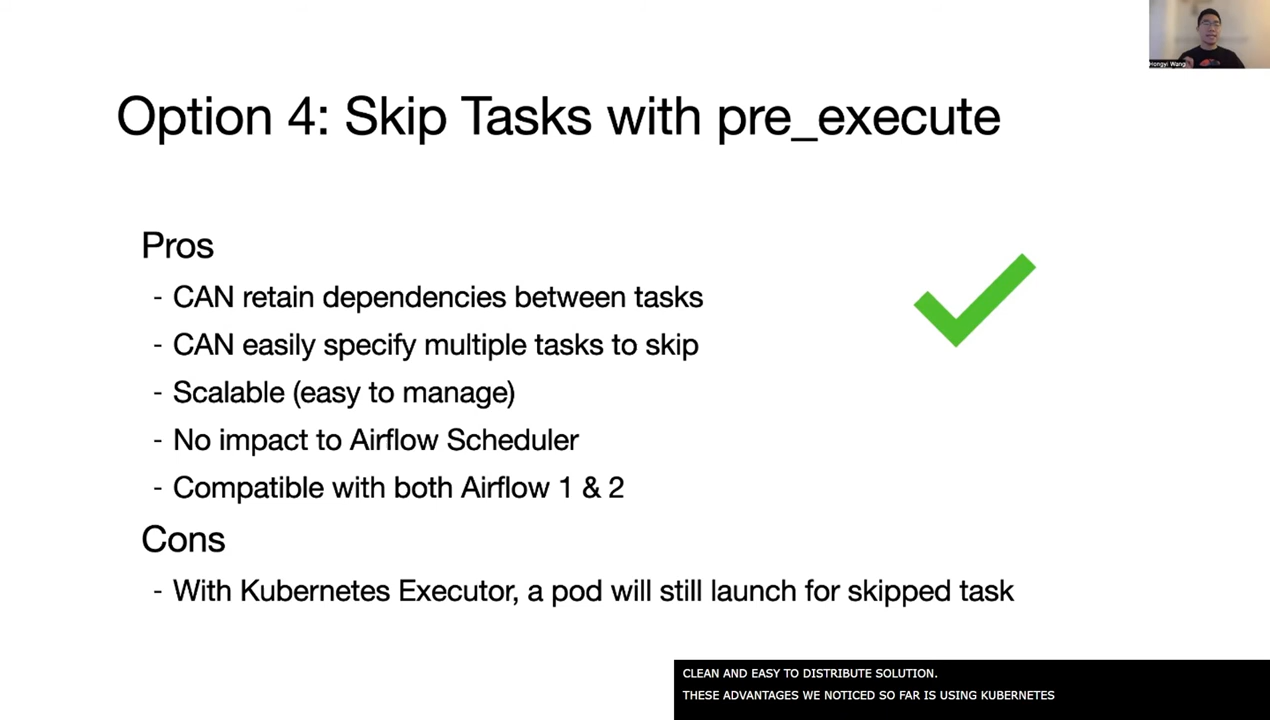 Hongyi Wang
Option 4: Skip Tasks with pre_execute
Pros
- CAN retain dependencies between tasks
- CAN easily specify multiple tasks to skip
- Scalable (easy to manage)
- No impact to Airflow Scheduler
- Compatible with both Airflow 1 & 2
Cons
- With Kubernetes Executor, a pod will still launch for skipped task
CLEAN AND EASY TO DISTRIBUTE SOLUTION.
THESE ADVANTAGES WE NOTICED SO FAR IS USING KUBERNETES